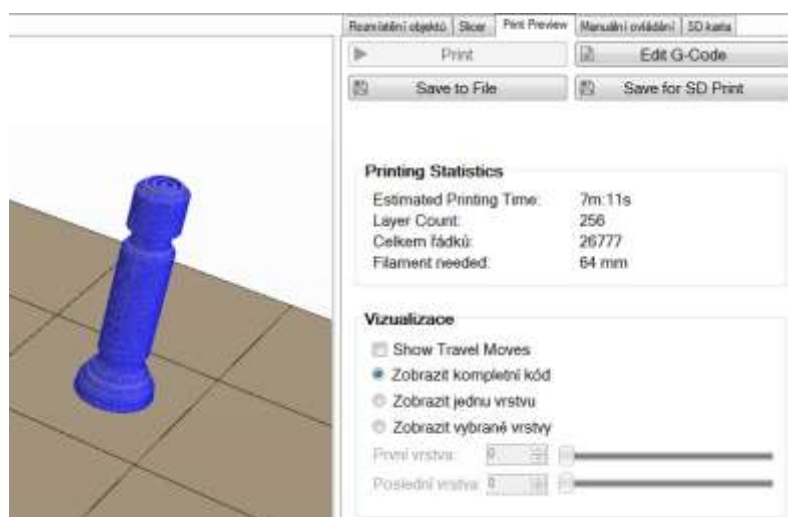 Rozmístění objektů Slicer Print Preview Manuální ovládání SD karta
Print Edit G-Code
Save to File Save for SD Print
Printing Statistics
Estimated Printing Time: 7m:11s
Layer Count: 256
Celkem řádků: 26777
Filament needed: 64 mm
Vizualizace
Show Travel Moves
Zobrazit kompletní kód
Zobrazit jednu vrstvu
Zobrazit vybrané vrstvy
První vrstva: 0
Poslední vrstva: 0